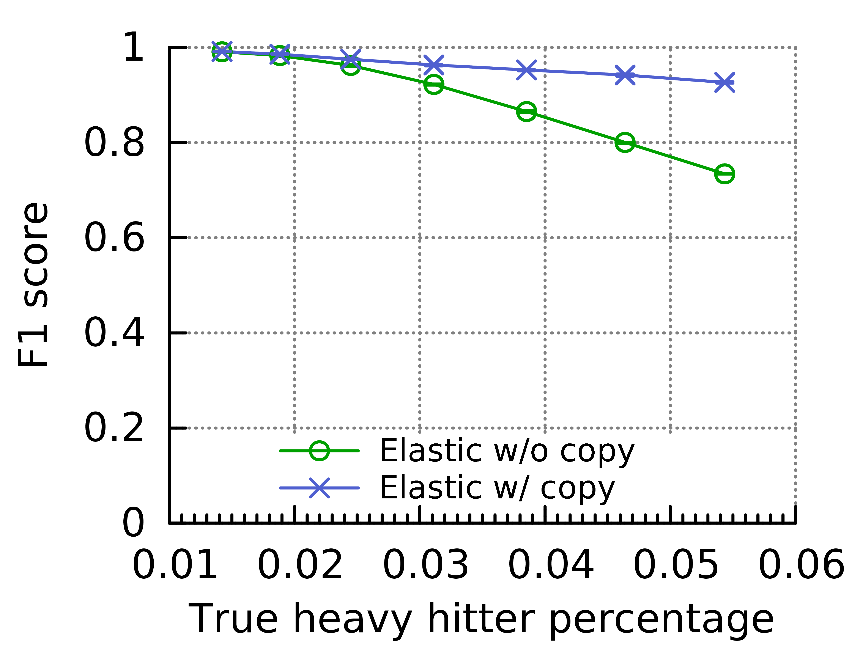 1
0.8
0.6
0.4
0.2
0
F1 score
Elastic w/o copy
Elastic w/ copy
0.01 0.02 0.03 0.04 0.05 0.06
True heavy hitter percentage